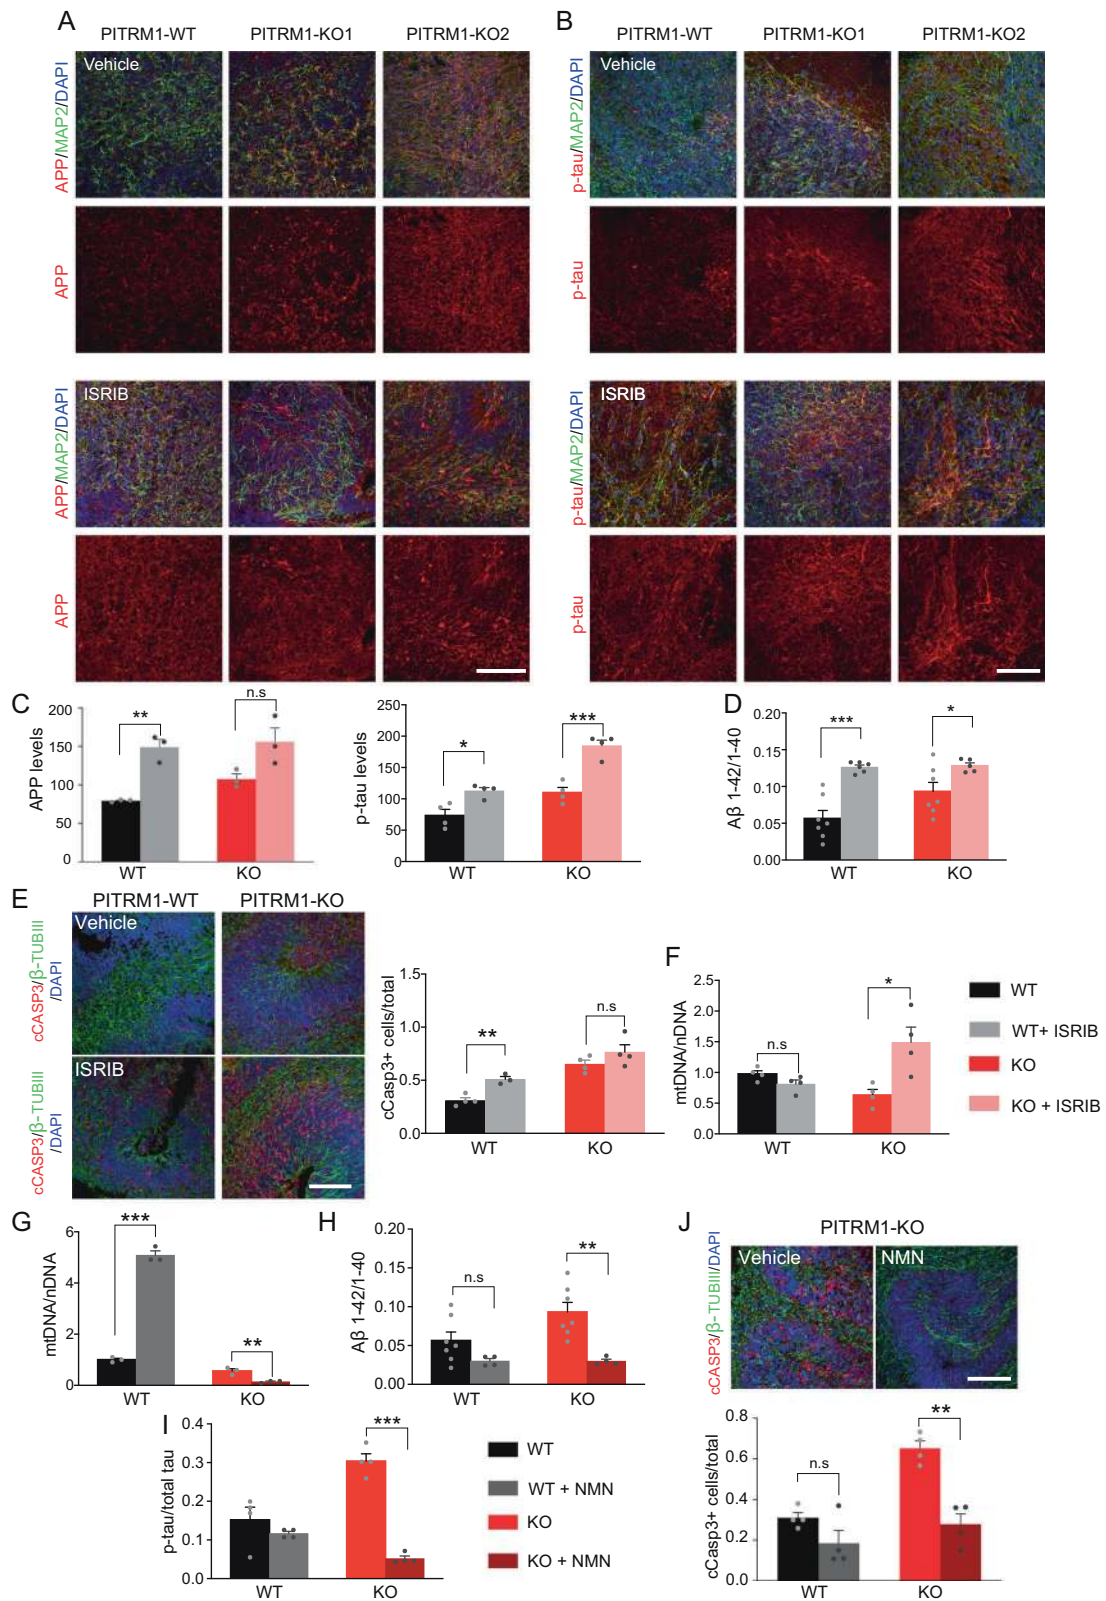 A
PITRM1-WT PITRM1-KO1 PITRM1-KO2
Vehicle
APP/MAP2/DAPI
APP
ISRIB
APP/MAP2/DAPI
APP
B
PITRM1-WT PITRM1-KO1 PITRM1-KO2
Vehicle
p-tau/MAP2/DAPI
p-tau
ISRIB
p-tau/MAP2/DAPI
p-tau
C
APP levels
200
150
100
50
0
**
n.s
WT KO
p-tau levels
250
200
150
100
50
0
*
***
WT KO
D
Aβ 1-42/1-40
0.20
0.15
0.10
0.05
0.00
***
*
WT KO
E
PITRM1-WT PITRM1-KO
Vehicle
cCASP3/β-TUBIII
/DAPI
ISRIB
cCASP3/β-TUBIII
/DAPI
cCasp3+ cells/total
1.5
1.0
0.5
0.0
**
n.s
WT KO
F
mtDNA/nDNA
2.5
2.0
1.5
1.0
0.5
0.0
n.s
*
WT KO
WT
WT+ ISRIB
KO
KO + ISRIB
G
mtDNA/nDNA
6
4
2
0
***
**
WT KO
H
Aβ 1-42/1-40
0.20
0.15
0.10
0.05
0.00
n.s
**
WT KO
I
p-tau/total tau
0.4
0.3
0.2
0.1
0.0
***
WT KO
WT
WT + NMN
KO
KO + NMN
J
PITRM1-KO
Vehicle NMN
cCASP3/β-TUBIII/DAPI
cCasp3+ cells/total
0.8
0.6
0.4
0.2
0.0
n.s
**
WT KO